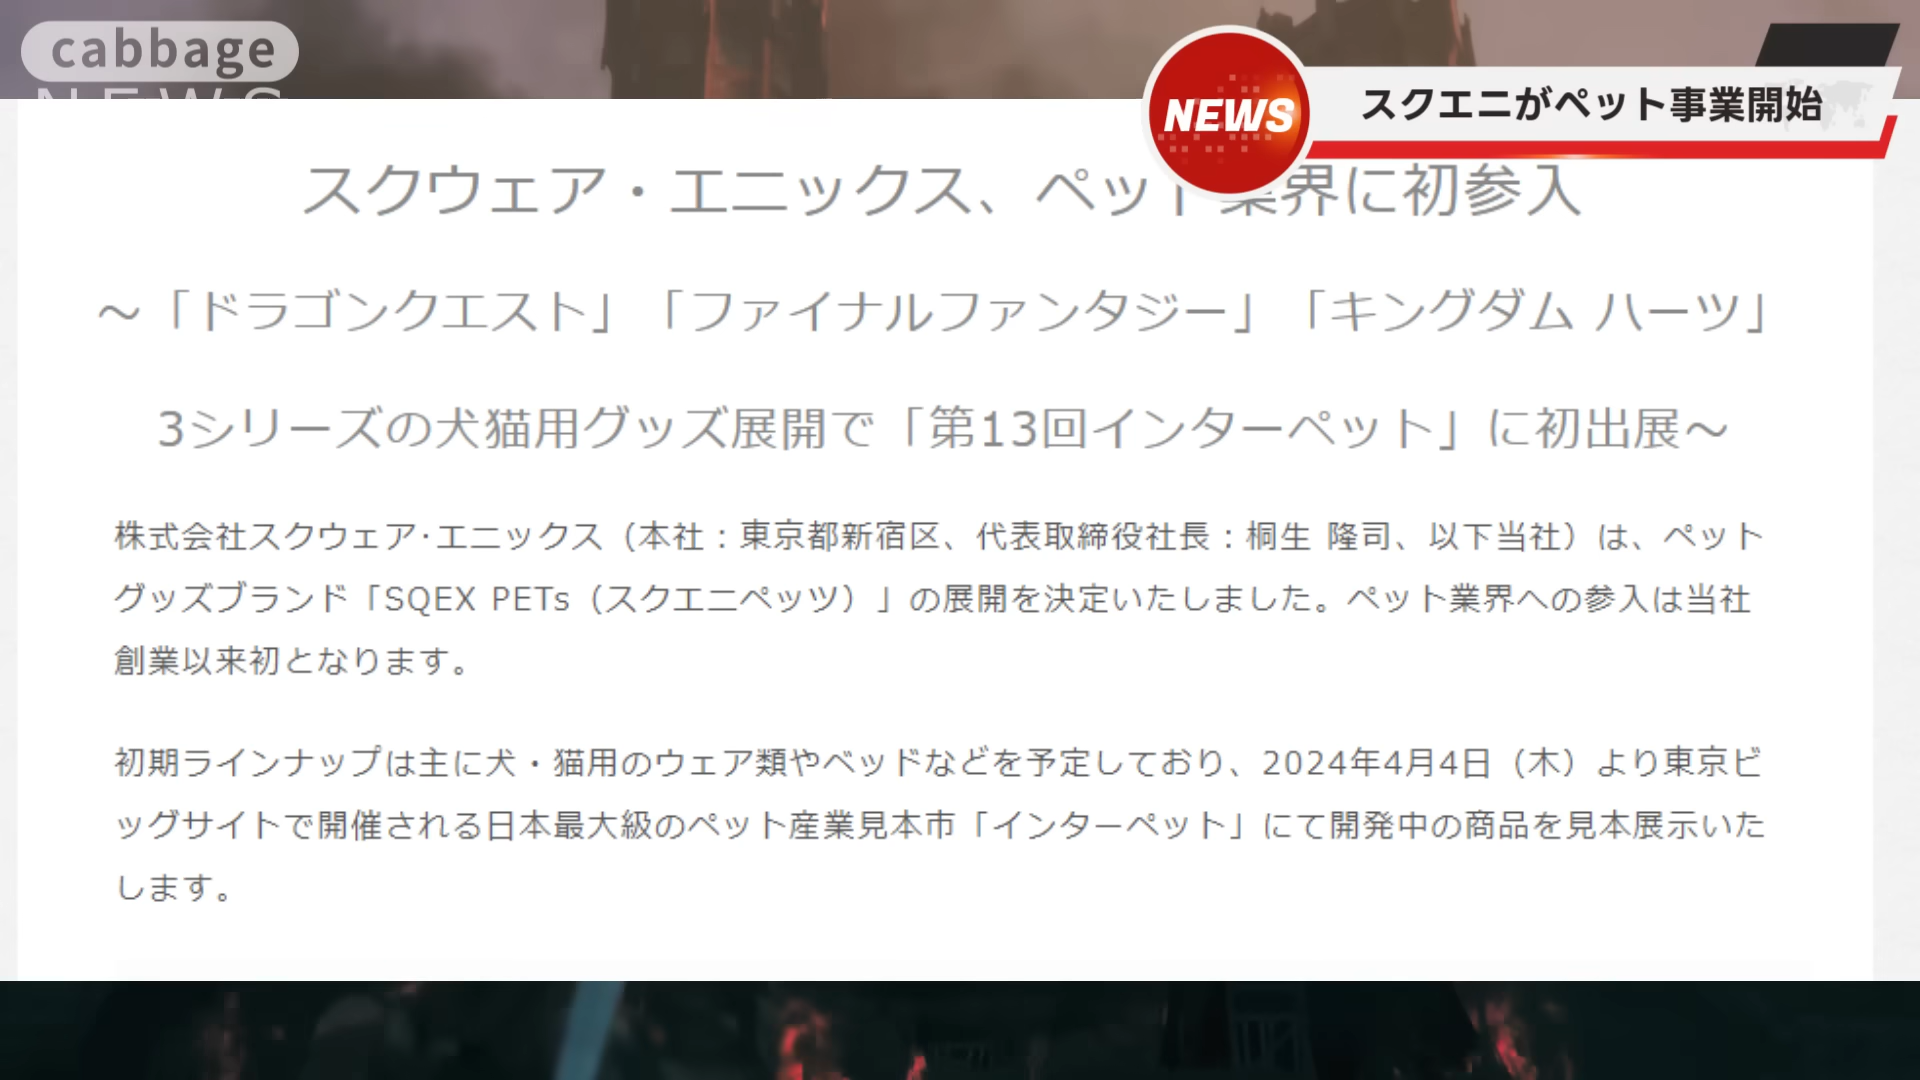 cabbage
NEWS
NEWS
スクエニがペット事業開始
スクウェア・エニックス、ペット業界に初参入
～「ドラゴンクエスト」「ファイナルファンタジー」「キングダム ハーツ」
3シリーズの犬猫用グッズ展開で「第13回インターペット」に初出展～
株式会社スクウェア･エニックス（本社：東京都新宿区、代表取締役社長：桐生 隆司、以下当社）は、ペット
グッズブランド「SQEX PETs（スクエニペッツ）」の展開を決定いたしました。ペット業界への参入は当社
創業以来初となります。
初期ラインナップは主に犬・猫用のウェア類やベッドなどを予定しており、2024年4月4日（木）より東京ビ
ッグサイトで開催される日本最大級のペット産業見本市「インターペット」にて開発中の商品を見本展示いた
します。